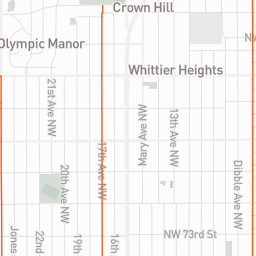 Crown Hill
NW
Olympic Manor
Whittier Heights
21st Ave NW
17th Ave NW
Mary Ave NW
13th Ave NW
Dibble Ave NW
20th Ave NW
NW 73rd St
Jones
22nd
19th
16th